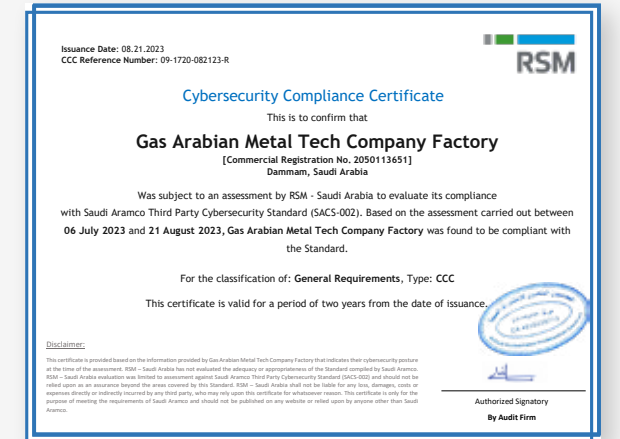 Issuance Date: 08.21.2023
CCC Reference Number: 09-1720-082123-R
RSM
Cybersecurity Compliance Certificate
This is to confirm that
Gas Arabian Metal Tech Company Factory
[Commercial Registration No. 2050113651]
Dammam, Saudi Arabia
Was subject to an assessment by RSM - Saudi Arabia to evaluate its compliance
with Saudi Aramco Third Party Cybersecurity Standard (SACS-002). Based on the assessment carried out between
06 July 2023 and 21 August 2023, Gas Arabian Metal Tech Company Factory was found to be compliant with
the Standard.
For the classification of: General Requirements, Type: CCC
This certificate is valid for a period of two years from the date of issuance.
Disclaimer:
This certificate is provided based on the information provided by Gas Arabian Metal Tech Company Factory that indicates their cybersecurity posture
at the time of the assessment. RSM – Saudi Arabia has not evaluated the adequacy or appropriateness of the Standard compiled by Saudi Aramco.
RSM – Saudi Arabia evaluation was limited to assessment against Saudi Aramco Third Party Cybersecurity Standard (SACS-002) and should not be
relied upon as an assurance beyond the areas covered by this Standard. RSM – Saudi Arabia shall not be liable for any loss, damages, costs or
expenses directly or indirectly incurred by any third party, who may rely upon this certificate for whatsoever reason. This certificate is only for the
purpose of meeting the requirements of Saudi Aramco and should not be published on any website or relied upon by anyone other than Saudi
Aramco.
Authorized Signatory
By Audit Firm